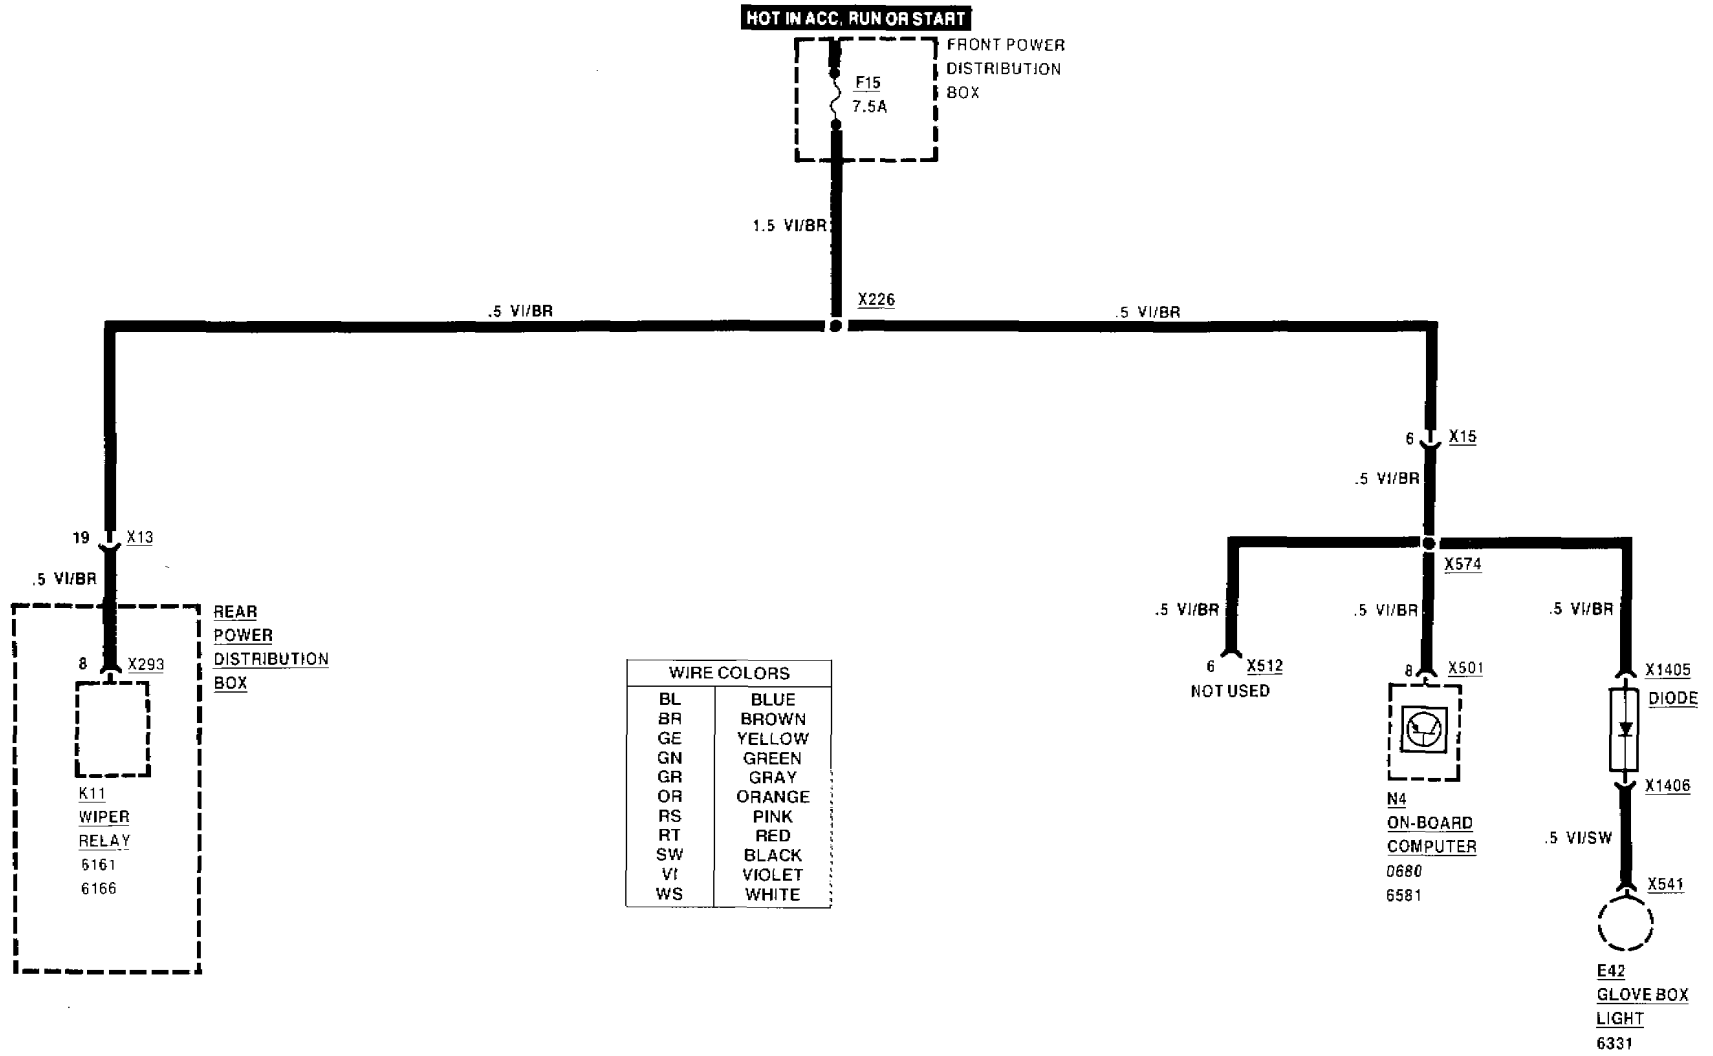 HOT IN ACC, RUN OR START
FRONT POWER
DISTRIBUTION
BOX
F15
7.5A
1.5 VI/BR
X226
.5 VI/BR
.5 VI/BR
6 X15
.5 VI/BR
19 X13
.5 VI/BR
X574
.5 VI/BR
.5 VI/BR
.5 VI/BR
REAR
POWER
DISTRIBUTION
BOX
8 X293
6 X512
NOT USED
8 X501
X1405
DIODE
K11
WIPER
RELAY
6161
6166
WIRE COLORS
BL BLUE
BR BROWN
GE YELLOW
GN GREEN
GR GRAY
OR ORANGE
RS PINK
RT RED
SW BLACK
VI VIOLET
WS WHITE
N4
ON-BOARD
COMPUTER
0680
6581
X1406
.5 VI/SW
X541
E42
GLOVE BOX
LIGHT
6331